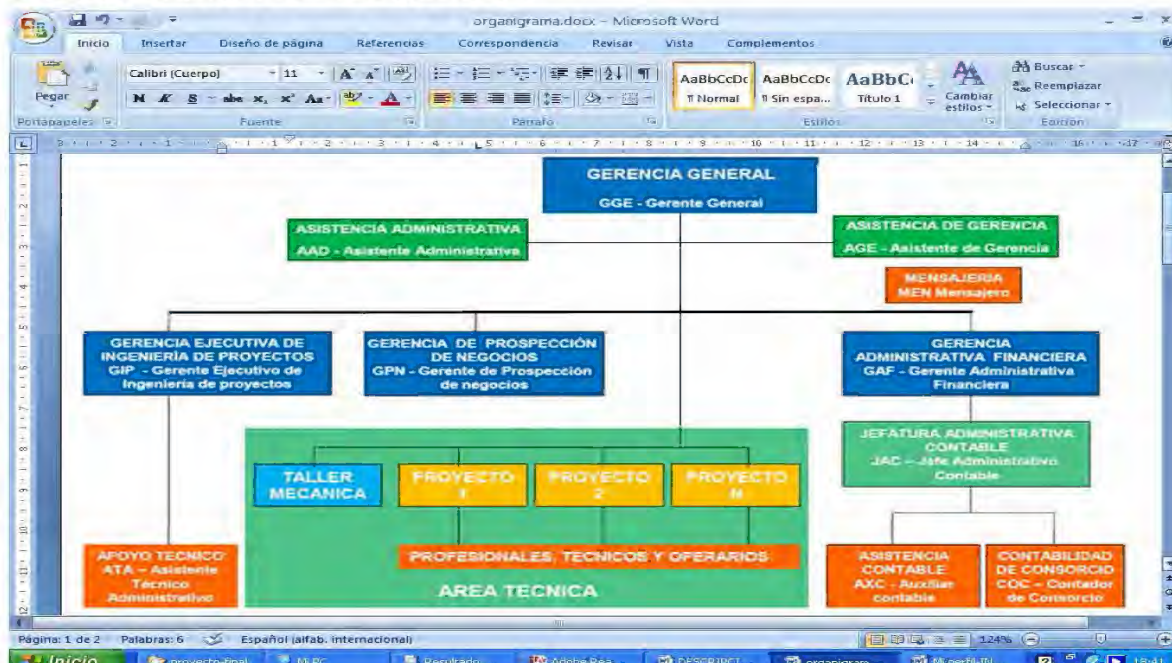 organigrama.docx - Microsoft Word
Inicio Insertar Diseño de página Referencias Correspondencia Revisar Vista Complementos
Pegar
Calibri (Cuerpo) 11
N K S abc x₂ x² Aa
AaBbCcDc AaBbCcDc AaBbC
¶ Normal ¶ Sin espa... Título 1
Cambiar estilos
Buscar
Reemplazar
Seleccionar
Portapapeles Fuente Párrafo Estilos Edición
GERENCIA GENERAL
GGE - Gerente General
ASISTENCIA ADMINISTRATIVA
AAD - Asistente Administrativa
ASISTENCIA DE GERENCIA
AGE - Asistente de Gerencia
MENSAJERIA
MEN Mensajero
GERENCIA EJECUTIVA DE
INGENIERÍA DE PROYECTOS
GIP - Gerente Ejecutivo de
Ingeniería de proyectos
GERENCIA DE PROSPECCIÓN
DE NEGOCIOS
GPN - Gerente de Prospección
de negocios
GERENCIA
ADMINISTRATIVA FINANCIERA
GAF - Gerente Administrativa
Financiera
JEFATURA ADMINISTRATIVA
CONTABLE
JAC - Jefe Administrativo
Contable
TALLER
MECANICA
PROYECTO
1
PROYECTO
2
PROYECTO
N
APOYO TECNICO
ATA - Asistente
Técnico
Administrativo
PROFESIONALES, TECNICOS Y OPERARIOS
AREA TECNICA
ASISTENCIA
CONTABLE
AXC - Auxiliar
contable
CONTABILIDAD
DE CONSORCIO
CQC - Contador
de Consorcio
Página: 1 de 2 Palabras: 6 Español (alfab. internacional) 124%
Inicio proyecto-final Mi PC Resultado Adobe Rea... DESCRIPCI... organigram...